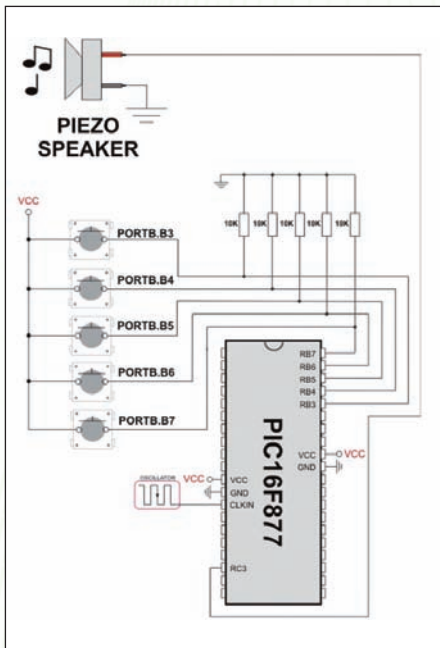 PIEZO
SPEAKER
VCC
PORTB.B3
PORTB.B4
PORTB.B5
PORTB.B6
PORTB.B7
10K 10K 10K 10K 10K
RB7
RB6
RB5
RB4
RB3
PIC16F877
VCC VCC
GND
OSCILLATOR
VCC VCC
GND
CLKIN
RC3